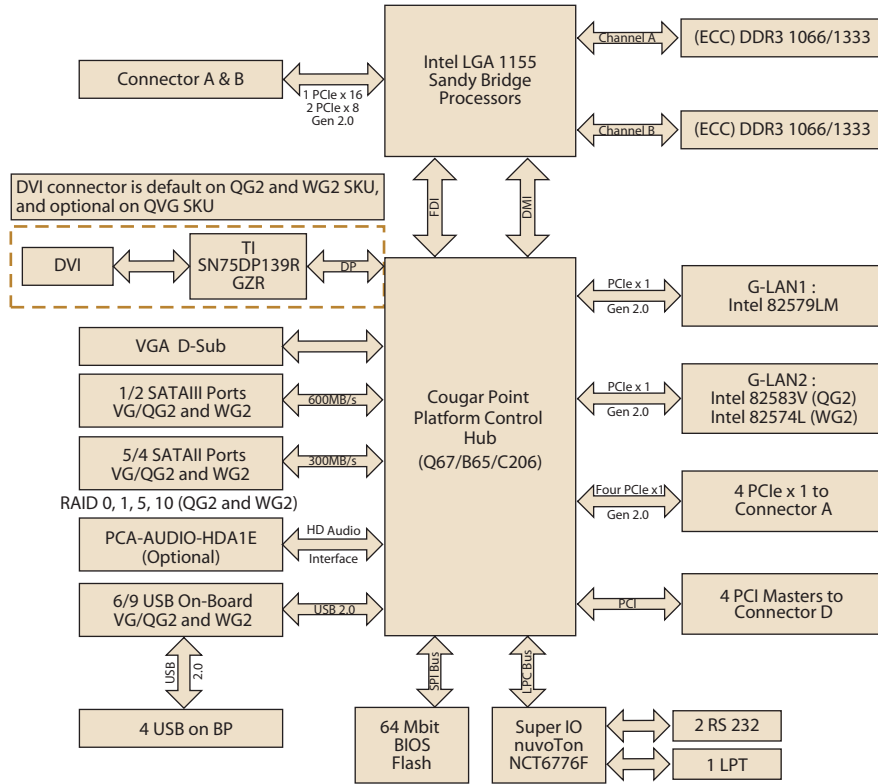 Intel LGA 1155
Sandy Bridge
Processors
Channel A
(ECC) DDR3 1066/1333
Channel B
(ECC) DDR3 1066/1333
Connector A & B
1 PCIe x 16
2 PCIe x 8
Gen 2.0
FDI
DMI
DVI connector is default on QG2 and WG2 SKU,
and optional on QVG SKU
DVI
TI
SN75DP139R
GZR
DP
VGA D-Sub
1/2 SATAIII Ports
VG/QG2 and WG2
600MB/s
5/4 SATAII Ports
VG/QG2 and WG2
300MB/s
RAID 0, 1, 5, 10 (QG2 and WG2)
PCA-AUDIO-HDA1E
(Optional)
HD Audio
Interface
6/9 USB On-Board
VG/QG2 and WG2
USB 2.0
USB
2.0
4 USB on BP
Cougar Point
Platform Control
Hub
(Q67/B65/C206)
PCIe x 1
Gen 2.0
G-LAN1 :
Intel 82579LM
PCIe x 1
Gen 2.0
G-LAN2 :
Intel 82583V (QG2)
Intel 82574L (WG2)
Four PCIe x1
Gen 2.0
4 PCIe x 1 to
Connector A
PCI
4 PCI Masters to
Connector D
SPI Bus
LPC Bus
64 Mbit
BIOS
Flash
Super IO
nuvoTon
NCT6776F
2 RS 232
1 LPT